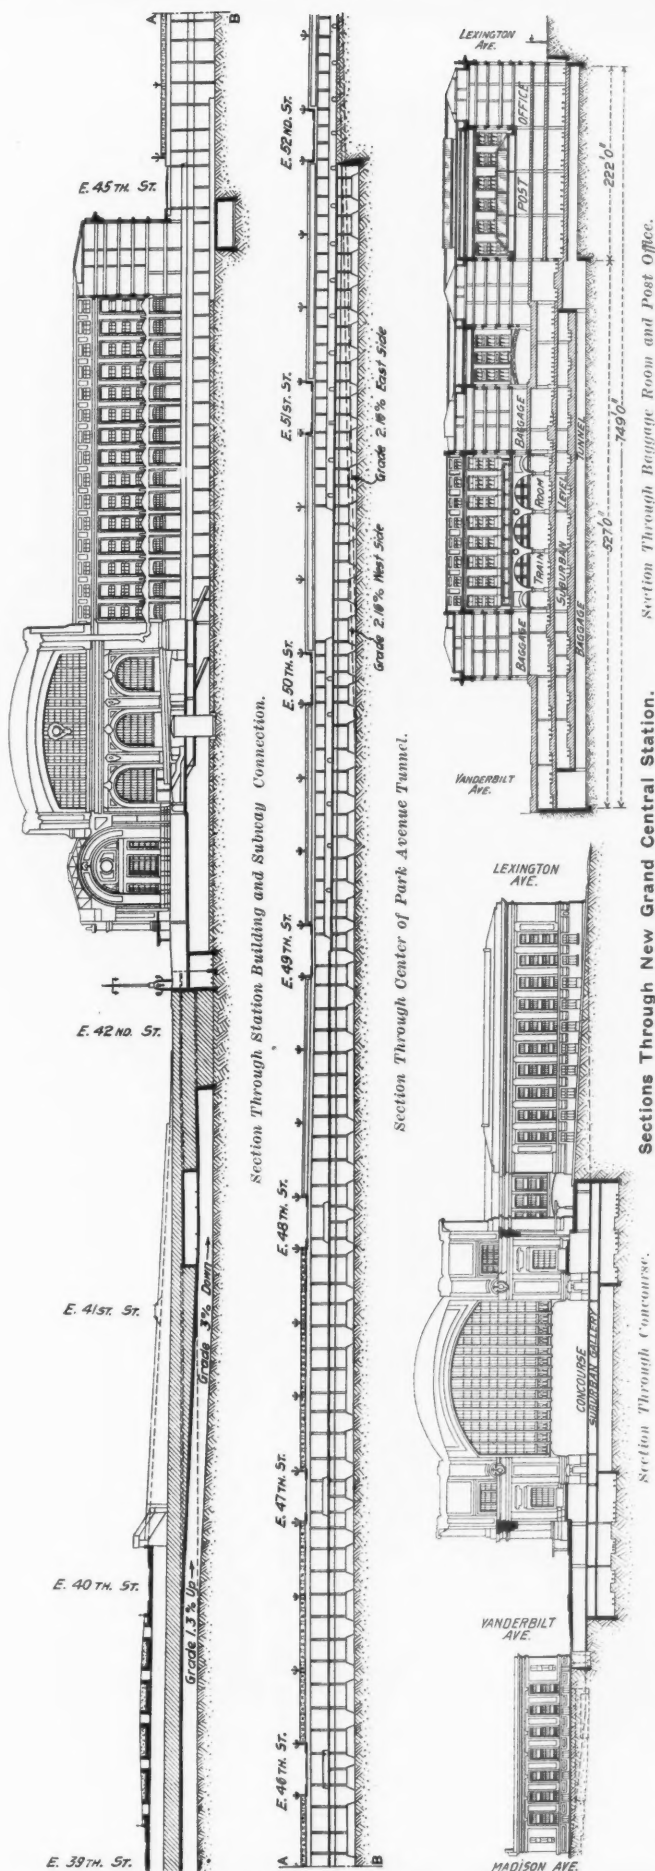 E. 39TH. ST.
E. 40TH. ST.
E. 41ST. ST.
E. 42ND. ST.
E. 45TH. ST.
A
B
Grade 1.3% Up→
Grade 3% Down→
Section Through Station Building and Subway Connection.
A
B
E. 46TH. ST.
E. 47TH. ST.
E. 48TH. ST.
E. 49TH. ST.
E. 50TH. ST.
E. 51ST. ST.
E. 52ND. ST.
Grade 2.18% West Side
Grade 2.18% East Side
Section Through Center of Park Avenue Tunnel.
MADISON AVE.
VANDERBILT
AVE.
LEXINGTON
AVE.
CONCOURSE
SUBURBAN GALLERY
Section Through Concourse.
VANDERBILT
AVE.
LEXINGTON
AVE.
BAGGAGE
BAGGAGE
POST OFFICE
TRAIN ROOM
SUBURBAN LEVEL
BAGGAGE TUNNEL
527'0"
222'0"
749'0"
Section Through Baggage Room and Post Office.
Sections Through New Grand Central Station.